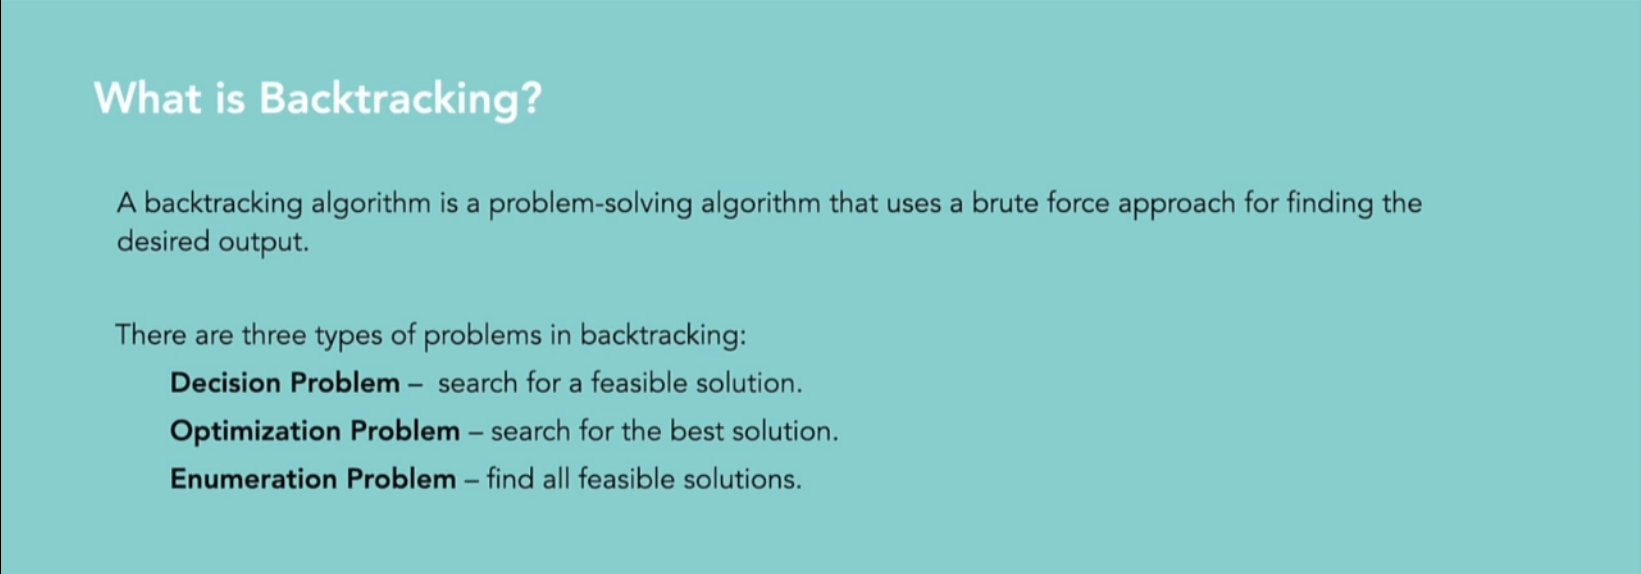 What is Backtracking?
A backtracking algorithm is a problem-solving algorithm that uses a brute force approach for finding the
desired output.
There are three types of problems in backtracking:
Decision Problem – search for a feasible solution.
Optimization Problem – search for the best solution.
Enumeration Problem – find all feasible solutions.